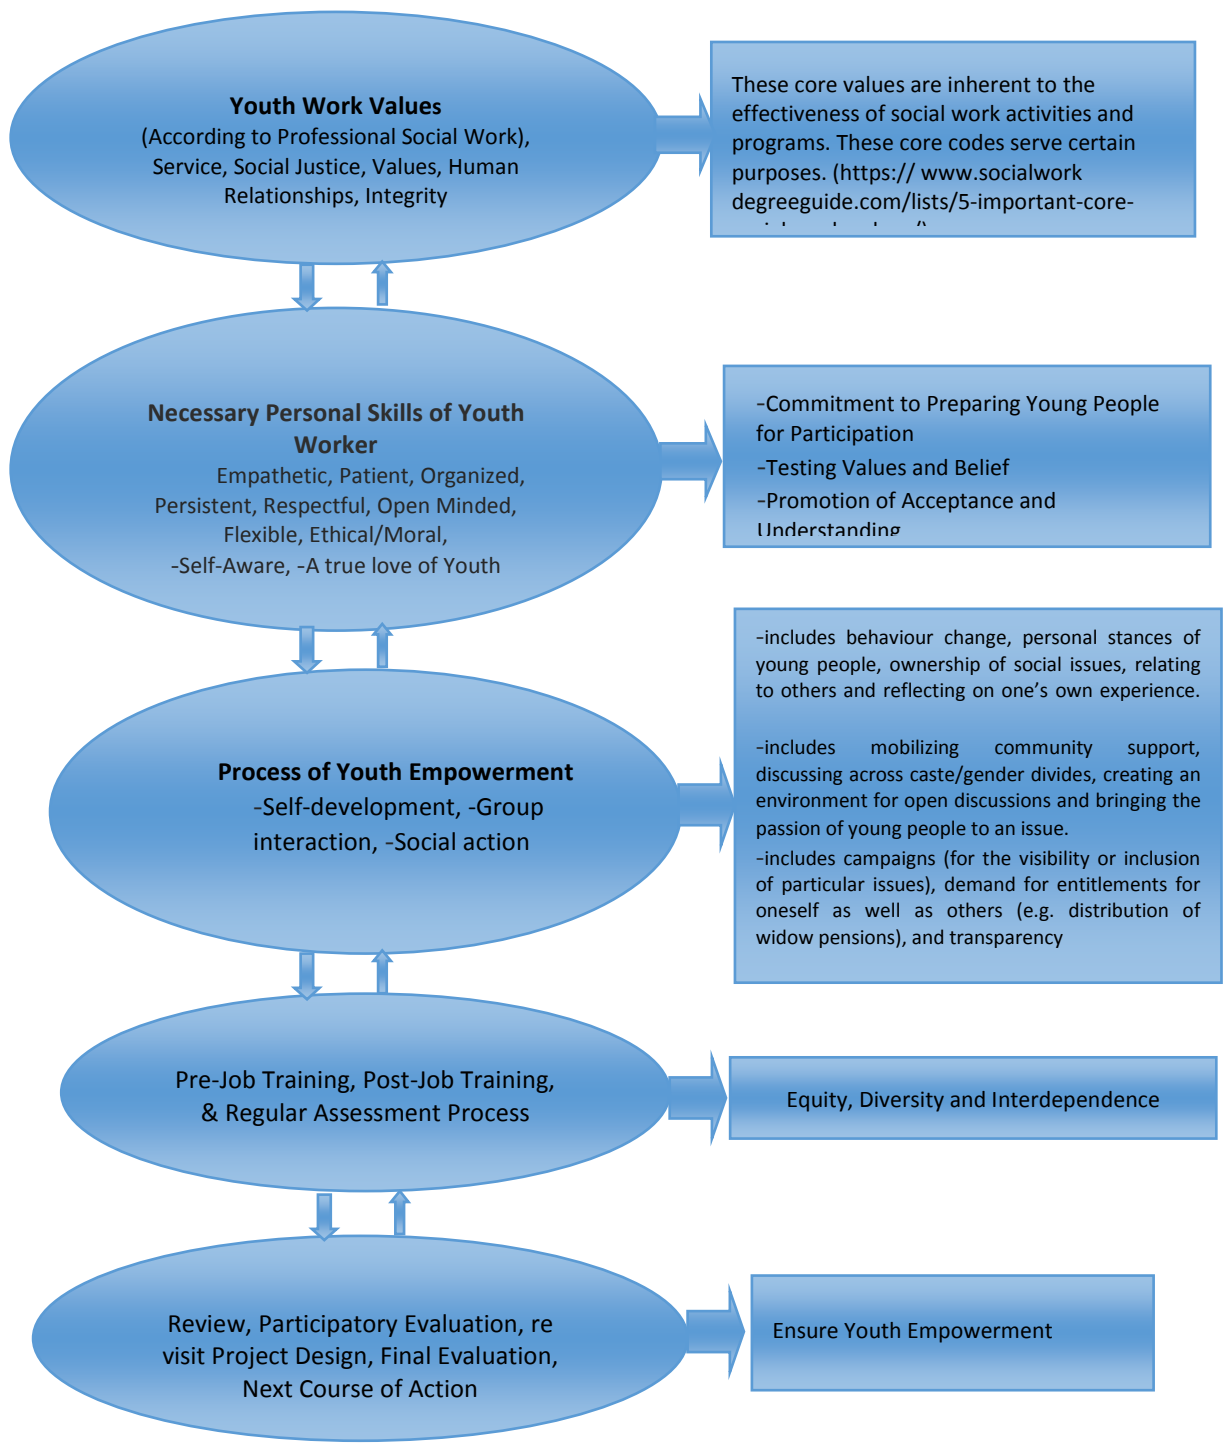 Youth Work Values
(According to Professional Social Work),
Service, Social Justice, Values, Human
Relationships, Integrity
These core values are inherent to the
effectiveness of social work activities and
programs. These core codes serve certain
purposes. (https:// www.socialwork
degreeguide.com/lists/5-important-core-
Necessary Personal Skills of Youth
Worker
Empathetic, Patient, Organized,
Persistent, Respectful, Open Minded,
Flexible, Ethical/Moral,
-Self-Aware, -A true love of Youth
-Commitment to Preparing Young People
for Participation
-Testing Values and Belief
-Promotion of Acceptance and
Understanding
Process of Youth Empowerment
-Self-development, -Group
interaction, -Social action
-includes behaviour change, personal stances of
young people, ownership of social issues, relating
to others and reflecting on one’s own experience.
-includes mobilizing community support,
discussing across caste/gender divides, creating an
environment for open discussions and bringing the
passion of young people to an issue.
-includes campaigns (for the visibility or inclusion
of particular issues), demand for entitlements for
oneself as well as others (e.g. distribution of
widow pensions), and transparency
Pre-Job Training, Post-Job Training,
& Regular Assessment Process
Equity, Diversity and Interdependence
Review, Participatory Evaluation, re
visit Project Design, Final Evaluation,
Next Course of Action
Ensure Youth Empowerment